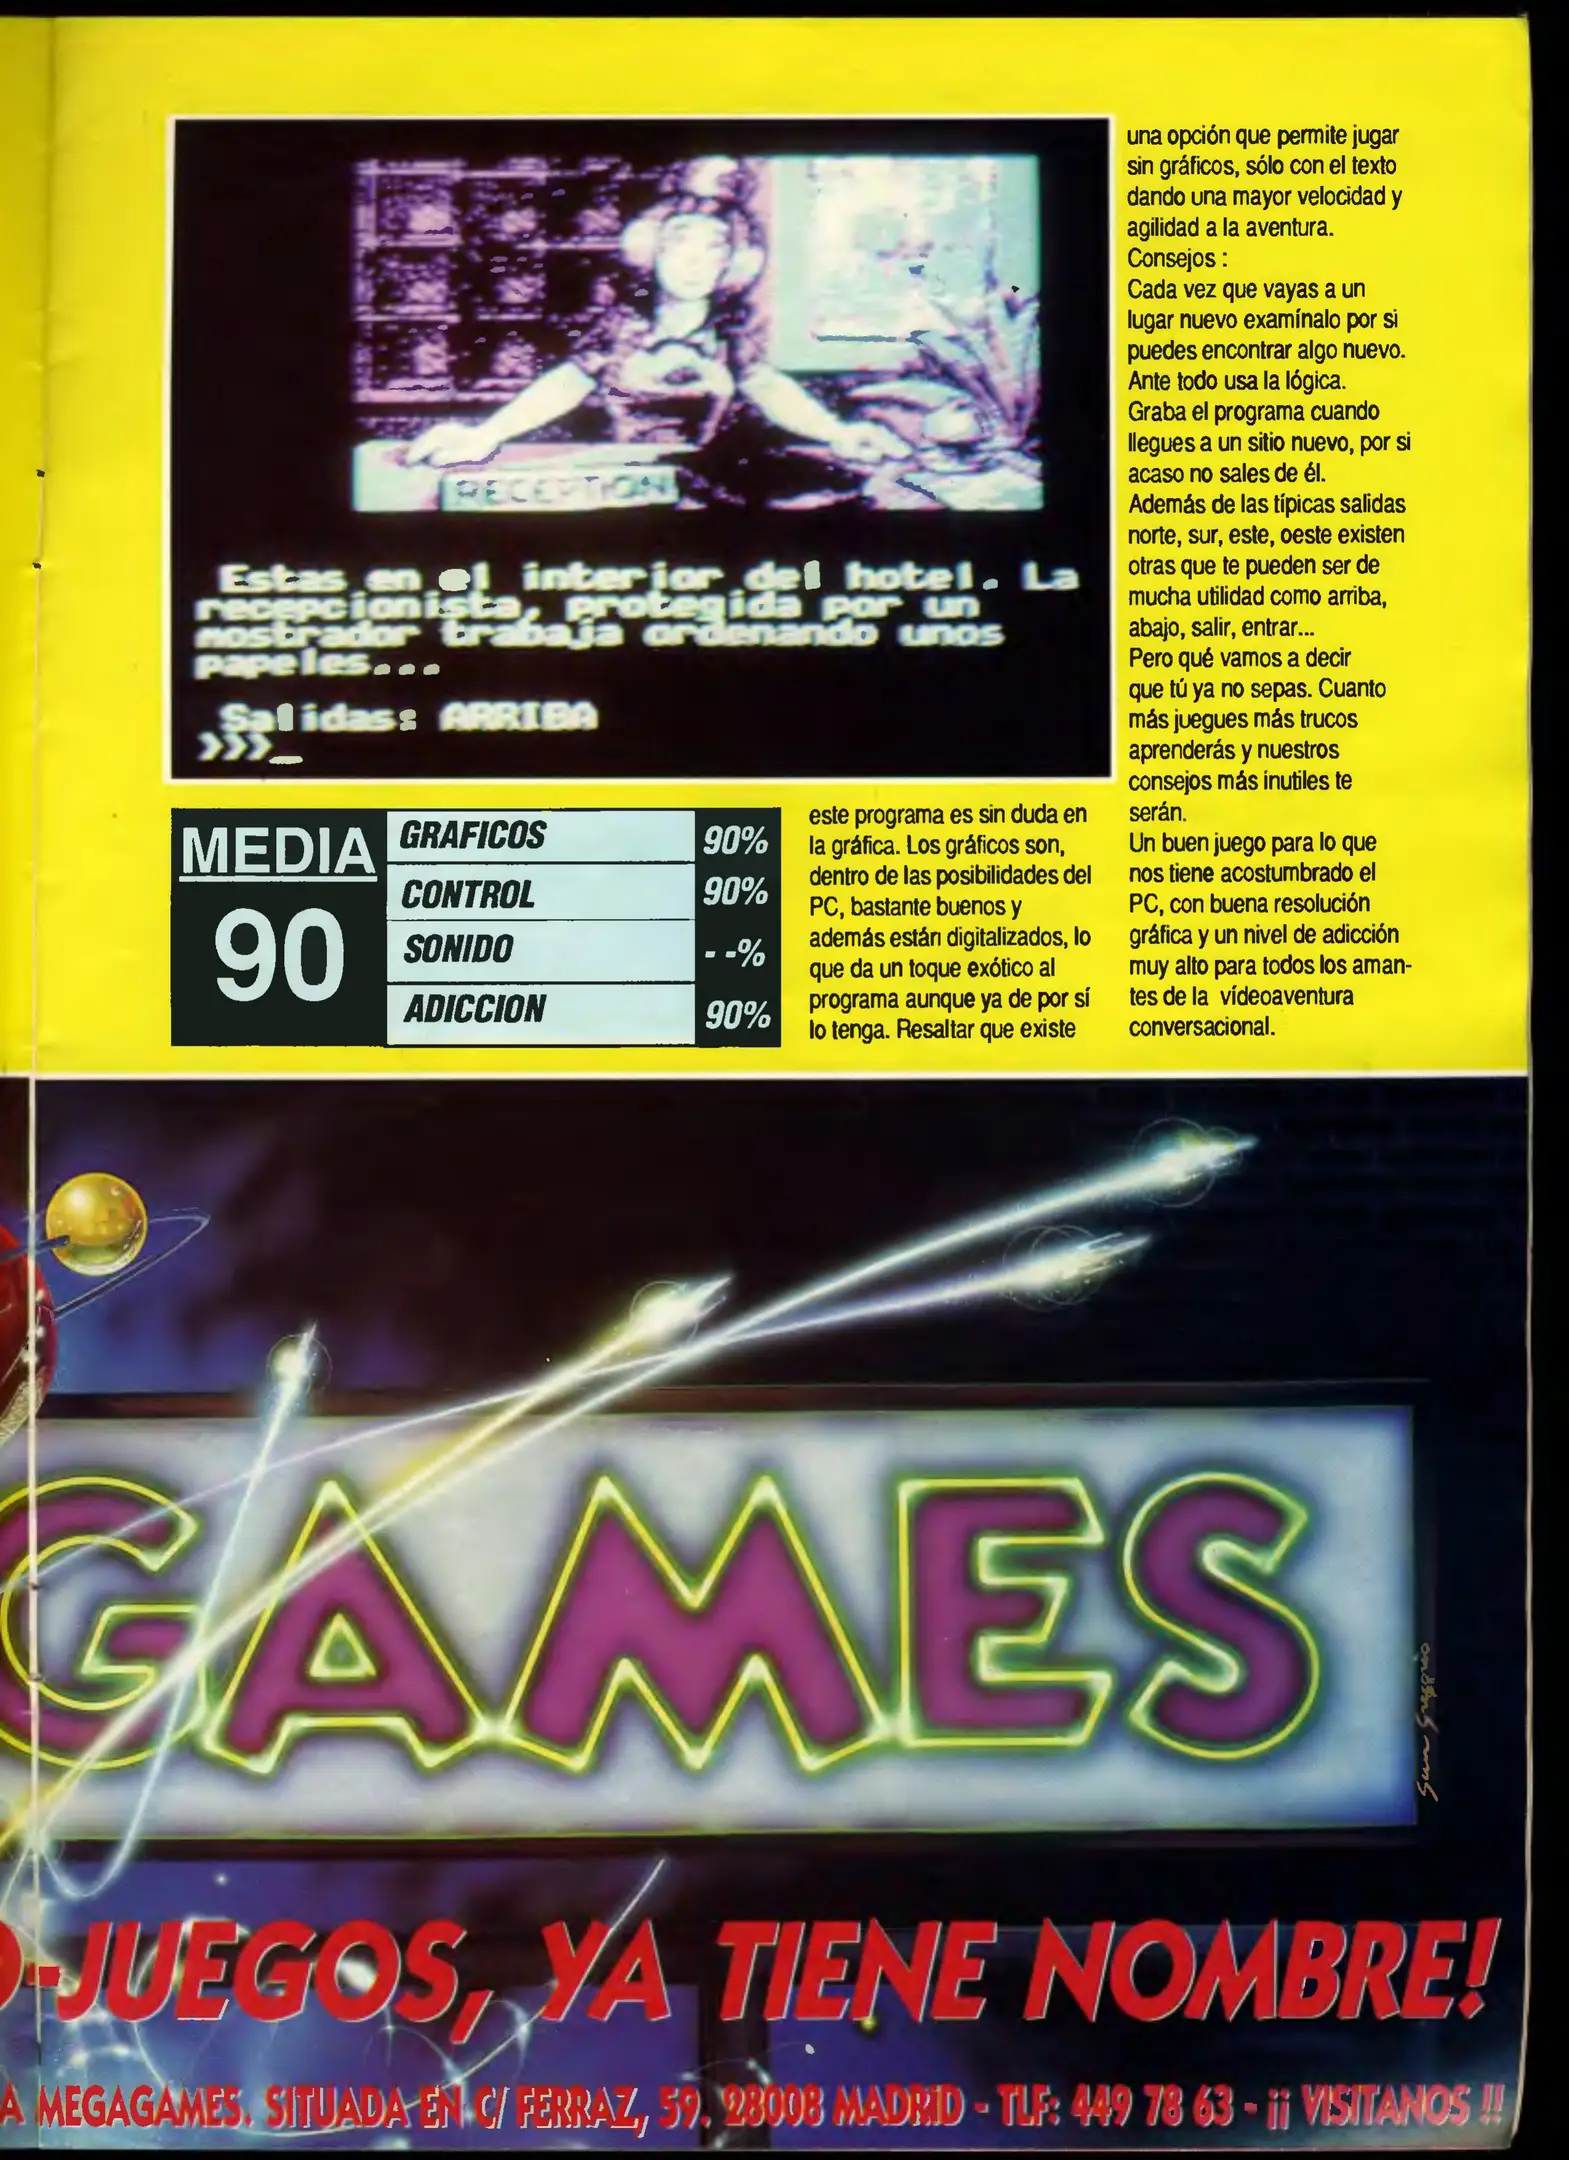 RECEPTION
Estas en el interior del hotel. La
recepcionista, protegida por un
mostrador trabaja ordenando unos
papeles...
Salidas: ARRIBA
>>>_
MEDIA
90
GRAFICOS 90%
CONTROL 90%
SONIDO - -%
ADICCION 90%
este programa es sin duda en
la gráfica. Los gráficos son,
dentro de las posibilidades del
PC, bastante buenos y
además están digitalizados, lo
que da un toque exótico al
programa aunque ya de por sí
lo tenga. Resaltar que existe
una opción que permite jugar
sin gráficos, sólo con el texto
dando una mayor velocidad y
agilidad a la aventura.
Consejos :
Cada vez que vayas a un
lugar nuevo examínalo por si
puedes encontrar algo nuevo.
Ante todo usa la lógica.
Graba el programa cuando
llegues a un sitio nuevo, por si
acaso no sales de él.
Además de las típicas salidas
norte, sur, este, oeste existen
otras que te pueden ser de
mucha utilidad como arriba,
abajo, salir, entrar...
Pero qué vamos a decir
que tú ya no sepas. Cuanto
más juegues más trucos
aprenderás y nuestros
consejos más inutiles te
serán.
Un buen juego para lo que
nos tiene acostumbrado el
PC, con buena resolución
gráfica y un nivel de adicción
muy alto para todos los aman-
tes de la vídeoaventura
conversacional.
GAMES
O-JUEGOS, YA TIENE NOMBRE!
A MEGAGAMES. SITUADA EN C/ FERRAZ, 59. 28008 MADRID - TLF: 449 78 63 - ¡¡ VISITANOS !!